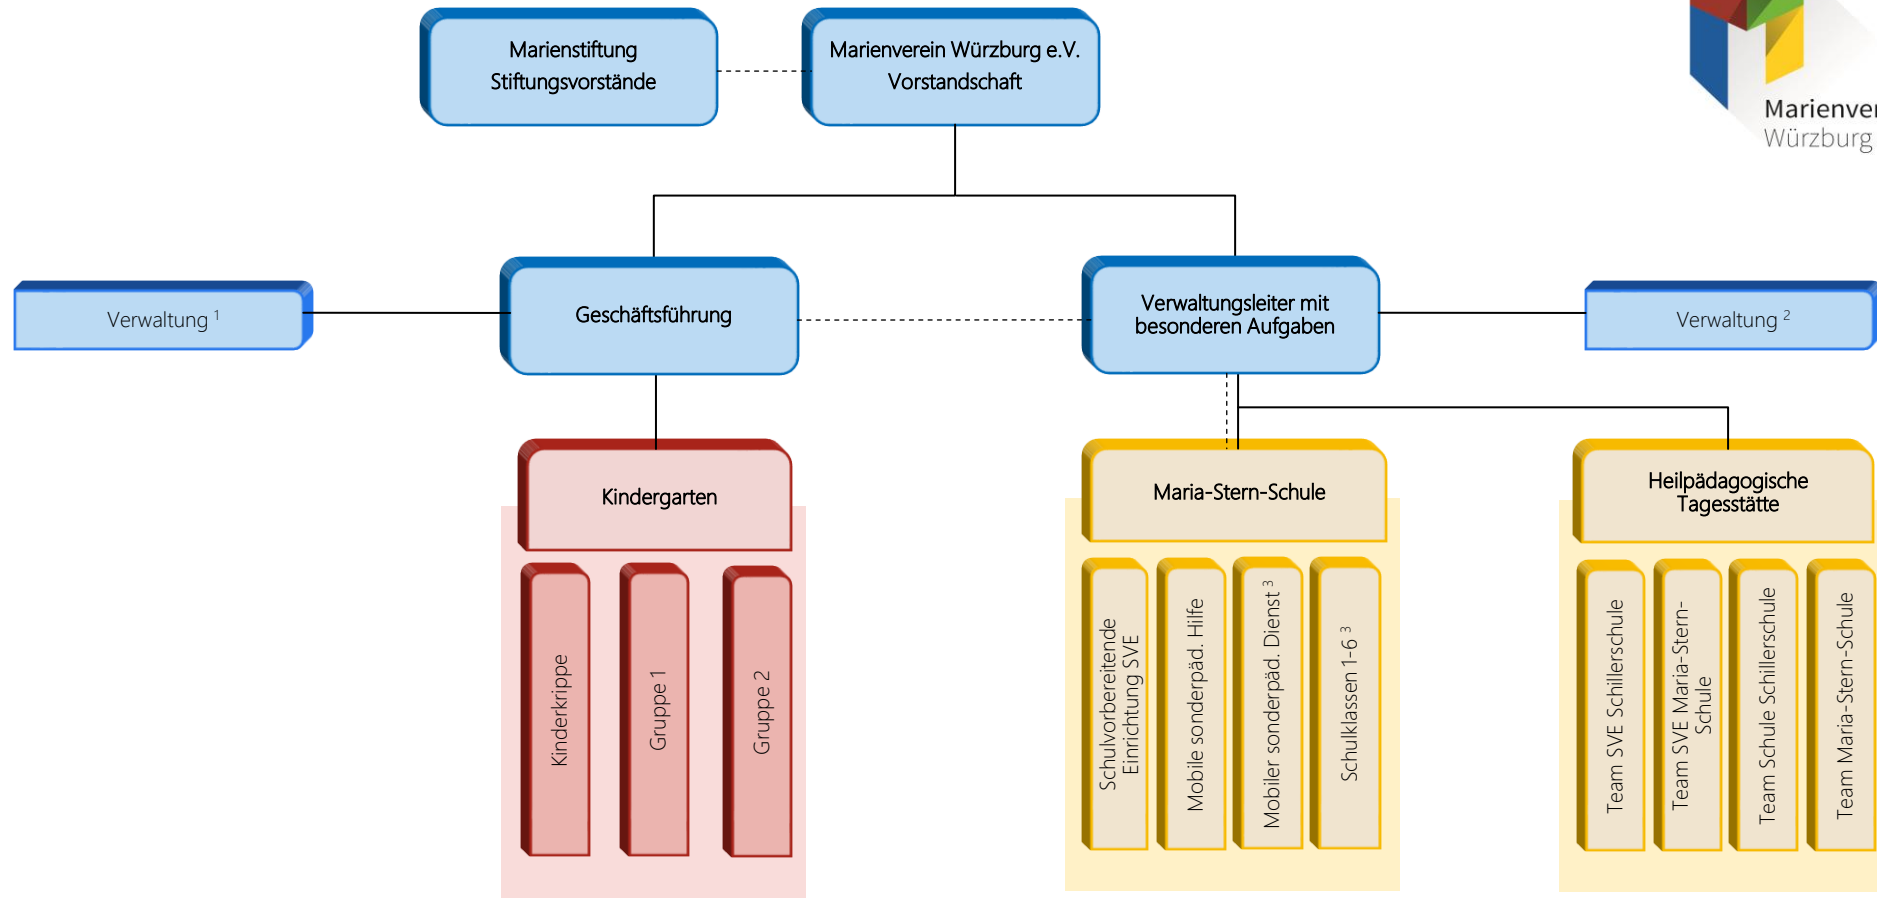 Marienstiftung
Stiftungsvorstände
Marienverein Würzburg e.V.
Vorstandschaft
Würzburg
Verwaltung ¹
Geschäftsführung
Verwaltungsleiter mit
besonderen Aufgaben
Verwaltung ²
Kindergarten
Maria-Stern-Schule
Heilpädagogische
Tagesstätte
Kinderkrippe
Gruppe 1
Gruppe 2
Schulvorbereitende
Einrichtung SVE
Mobile sonderpäd. Hilfe
Mobiler sonderpäd. Dienst ³
Schulklassen 1-6 ³
Team SVE Schillerschule
Team SVE Maria-Stern-
Schule
Team Schule Schillerschule
Team Maria-Stern-Schule